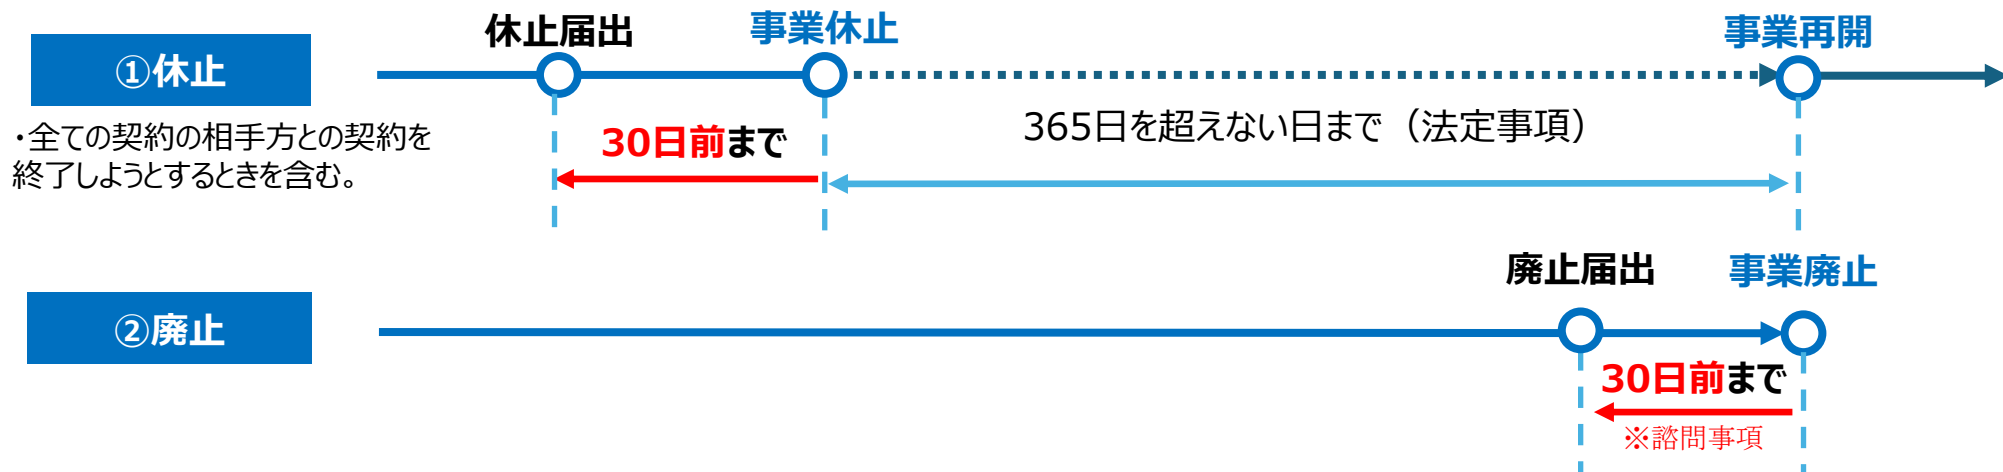 ①休止
・全ての契約の相手方との契約を
終了しようとするときを含む。
休止届出
事業休止
事業再開
30日前まで
365日を超えない日まで（法定事項）
②廃止
廃止届出
事業廃止
30日前まで
※諮問事項